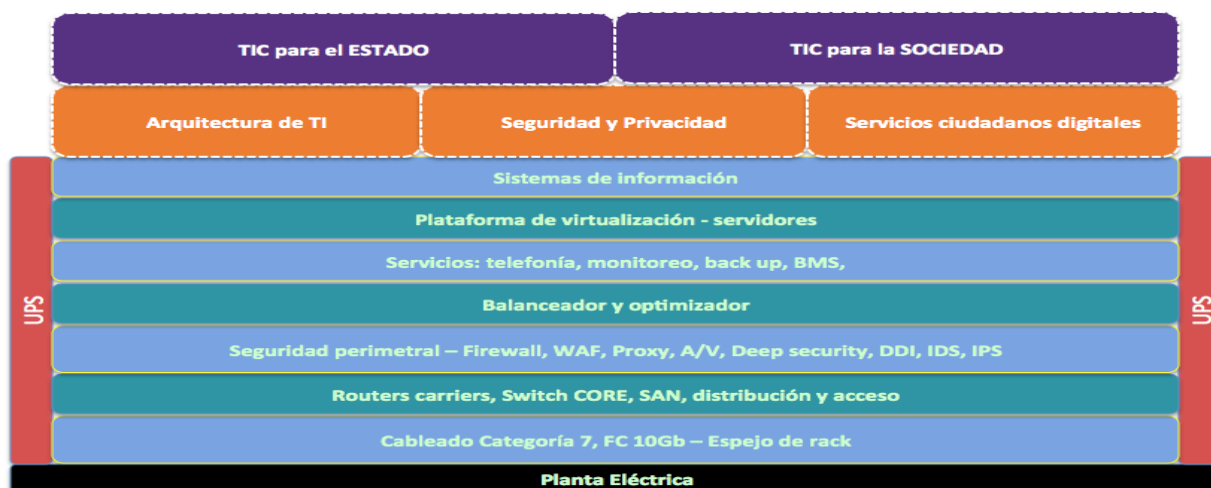 TIC para el ESTADO
TIC para la SOCIEDAD
Arquitectura de TI
Seguridad y Privacidad
Servicios ciudadanos digitales
Sistemas de información
Plataforma de virtualización - servidores
Servicios: telefonía, monitoreo, back up, BMS,
Balanceador y optimizador
UPS
UPS
Seguridad perimetral – Firewall, WAF, Proxy, A/V, Deep security, DDI, IDS, IPS
Routers carriers, Switch CORE, SAN, distribución y acceso
Cableado Categoría 7, FC 10Gb – Espejo de rack
Planta Eléctrica